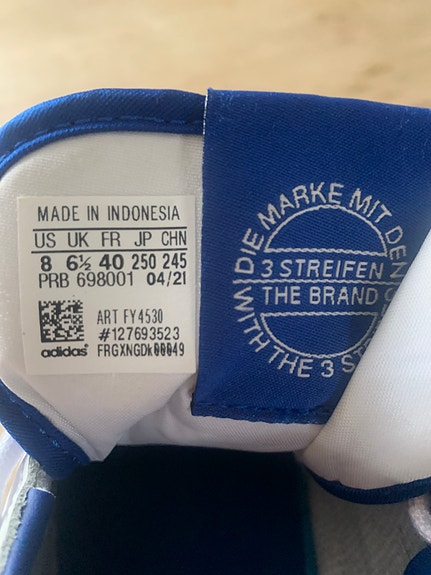 MADE IN INDONESIA
US UK FR JP CHN
8 6½ 40 250 245
PRB 698001 04/21
ART FY4530
#127693523
adidas FRGXNGDk00049
DIE MARKE MIT DEN
3 STREIFEN
THE BRAND
WITH THE 3